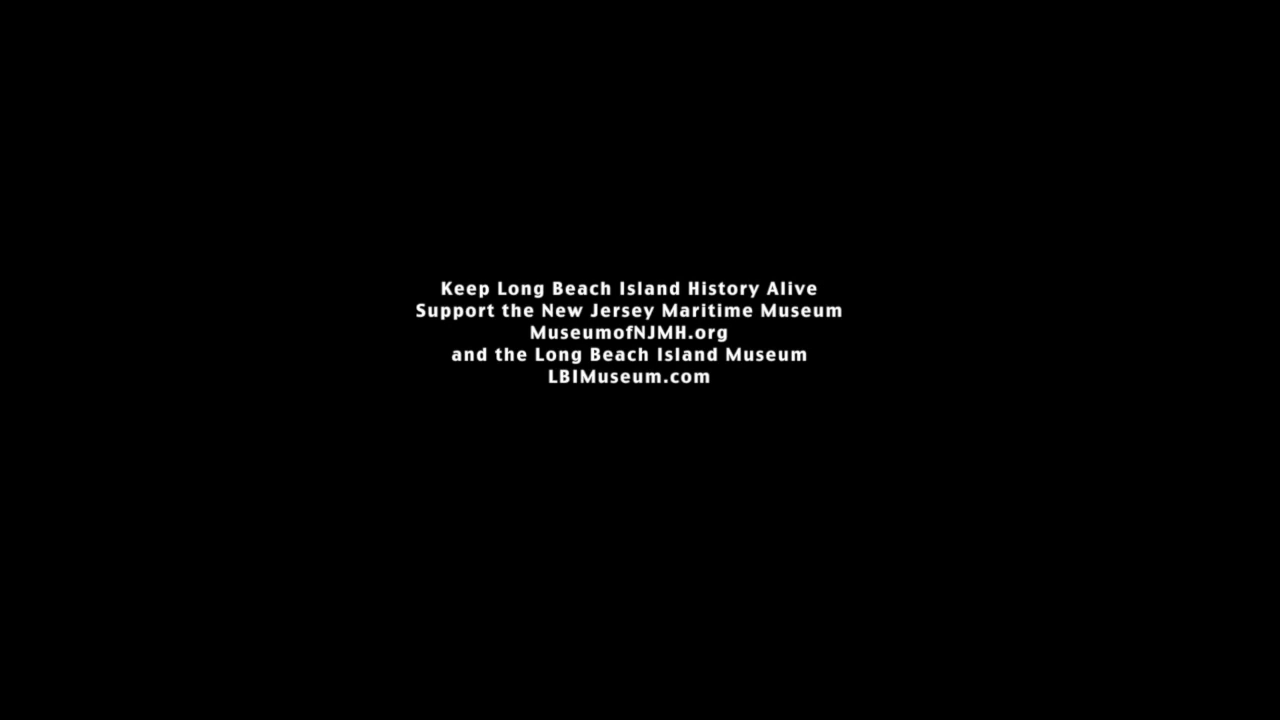 Keep Long Beach Island History Alive
Support the New Jersey Maritime Museum
MuseumofNJMH.org
and the Long Beach Island Museum
LBIMuseum.com